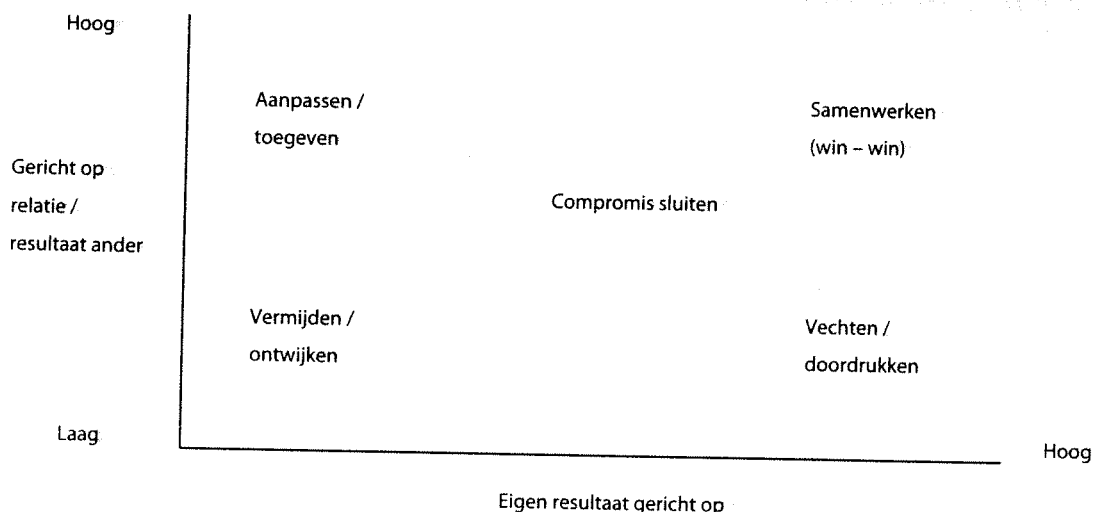 Hoog
Aanpassen /
toegeven
Samenwerken
(win – win)
Gericht op
relatie /
resultaat ander
Compromis sluiten
Vermijden /
ontwijken
Vechten /
doordrukken
Laag
Hoog
Eigen resultaat gericht op